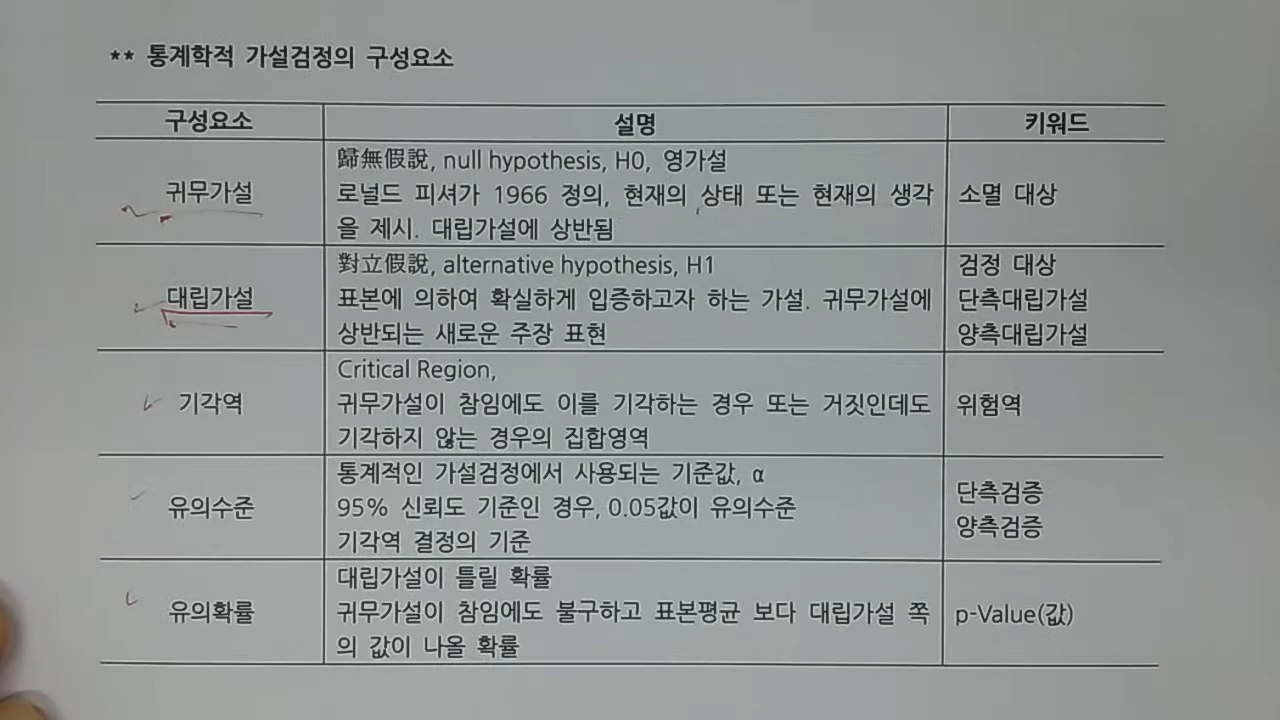 ** 통계학적 가설검정의 구성요소
구성요소
설명
키워드
귀무가설
歸無假說, null hypothesis, H0, 영가설
로널드 피셔가 1966 정의, 현재의 상태 또는 현재의 생각
을 제시. 대립가설에 상반됨
소멸 대상
대립가설
對立假說, alternative hypothesis, H1
표본에 의하여 확실하게 입증하고자 하는 가설. 귀무가설에
상반되는 새로운 주장 표현
검정 대상
단측대립가설
양측대립가설
기각역
Critical Region,
귀무가설이 참임에도 이를 기각하는 경우 또는 거짓인데도
기각하지 않는 경우의 집합영역
위험역
유의수준
통계적인 가설검정에서 사용되는 기준값, α
95% 신뢰도 기준인 경우, 0.05값이 유의수준
기각역 결정의 기준
단측검증
양측검증
유의확률
대립가설이 틀릴 확률
귀무가설이 참임에도 불구하고 표본평균 보다 대립가설 쪽
의 값이 나올 확률
p-Value(값)